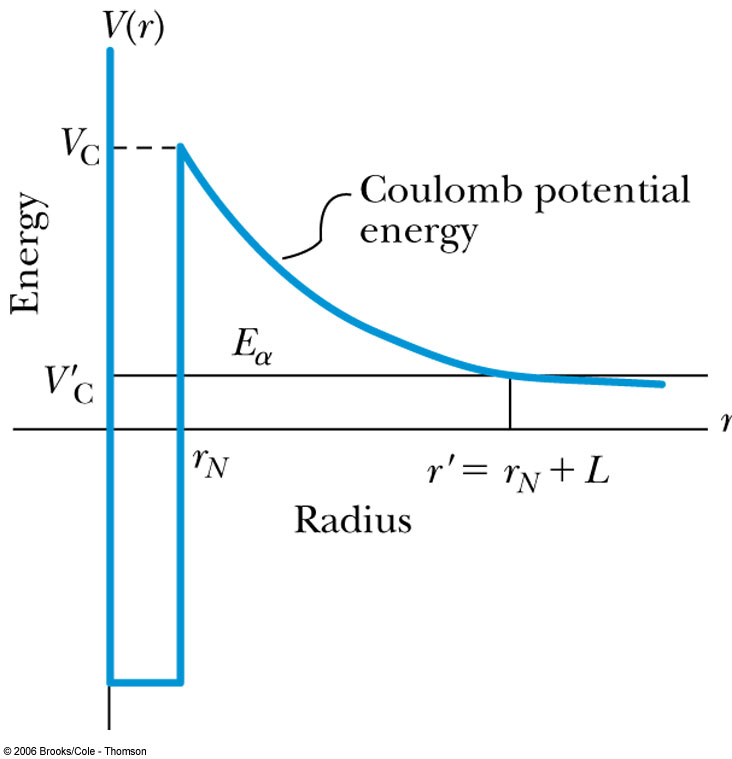 V(r)
V_C
Coulomb potential
energy
Energy
E_α
V'_C
r
r_N
r' = r_N + L
Radius
© 2006 Brooks/Cole - Thomson